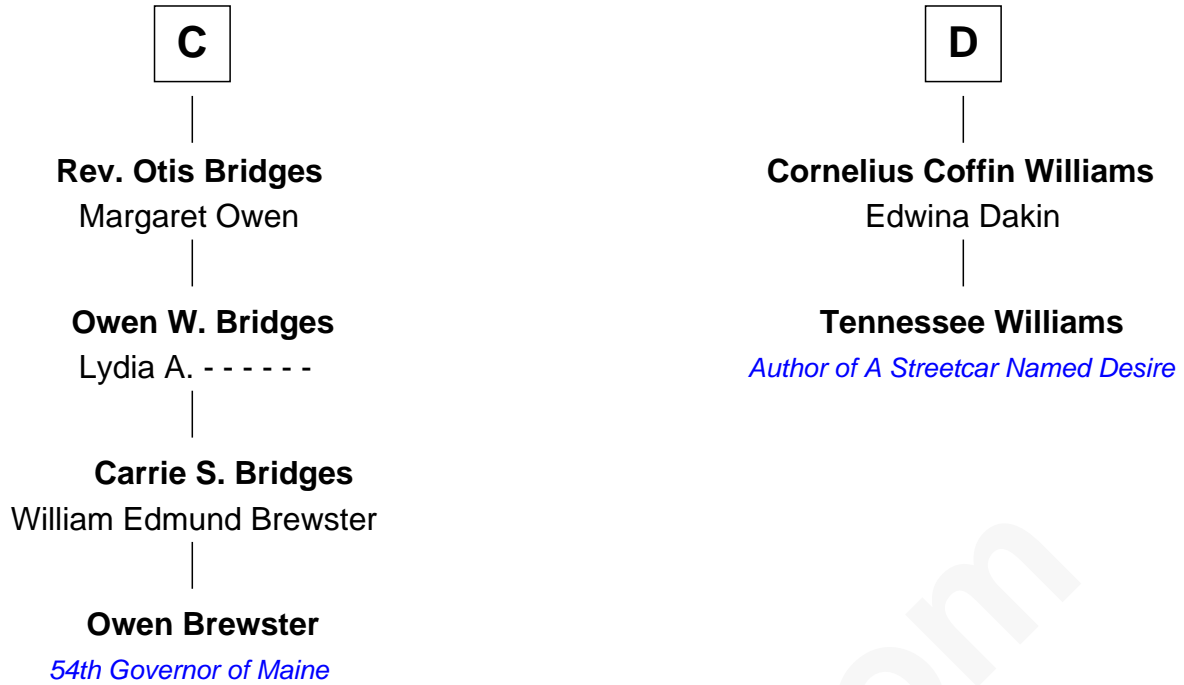 C
Rev. Otis Bridges
Margaret Owen
Owen W. Bridges
Lydia A. - - - - - -
Carrie S. Bridges
William Edmund Brewster
Owen Brewster
54th Governor of Maine
D
Cornelius Coffin Williams
Edwina Dakin
Tennessee Williams
Author of A Streetcar Named Desire
om